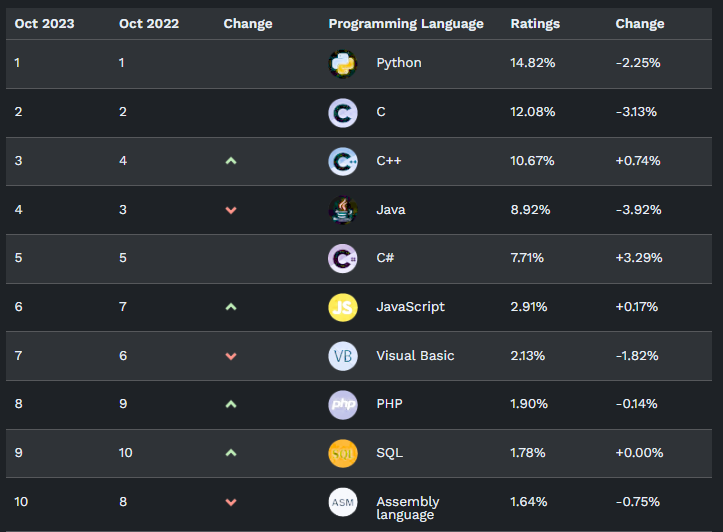 Oct 2023 Oct 2022 Change Programming Language Ratings Change
1 1 Python 14.82% -2.25%
2 2 C C 12.08% -3.13%
3 4 C++ C++ 10.67% +0.74%
4 3 Java Java 8.92% -3.92%
5 5 C# C# 7.71% +3.29%
6 7 JS JavaScript 2.91% +0.17%
7 6 VB Visual Basic 2.13% -1.82%
8 9 php PHP 1.90% -0.14%
9 10 SQL SQL 1.78% +0.00%
10 8 ASM Assembly 1.64% -0.75%
language